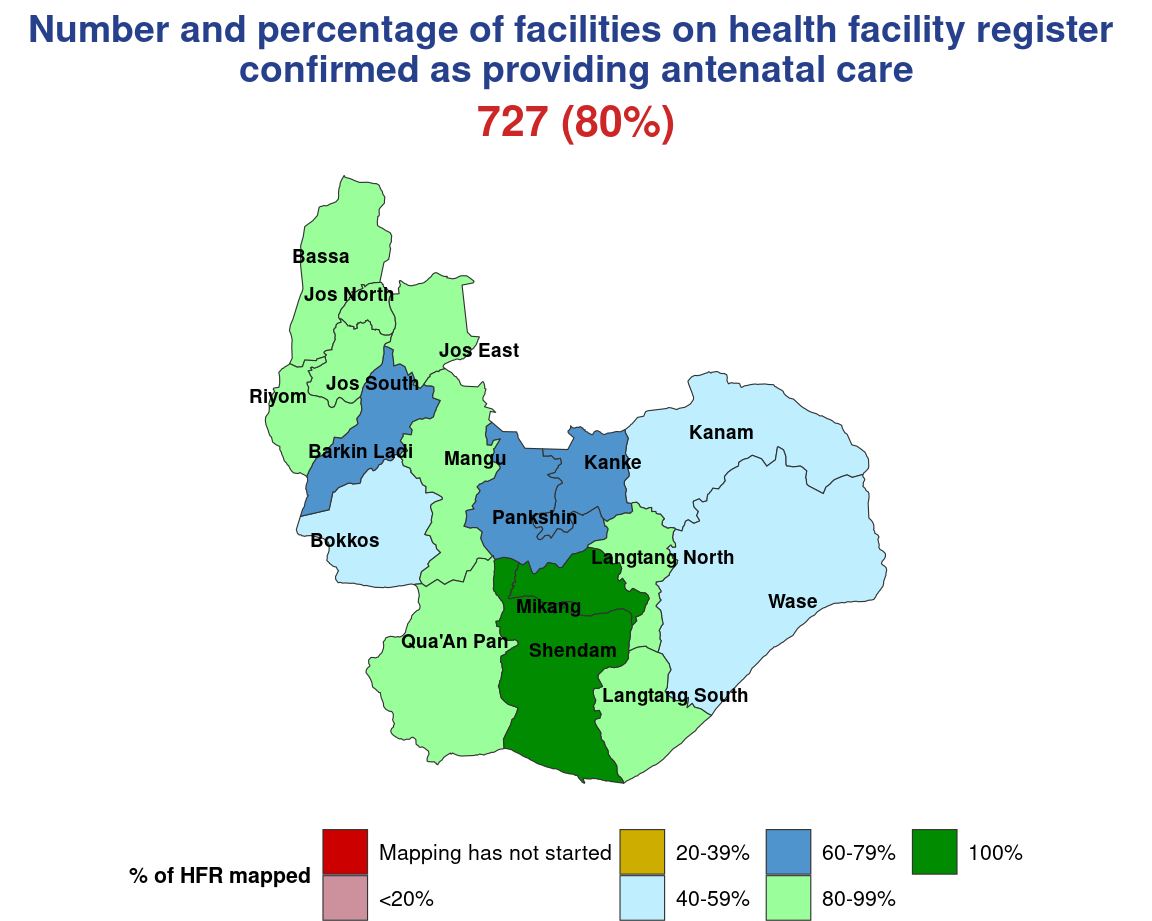 Number and percentage of facilities on health facility register
confirmed as providing antenatal care
727 (80%)
Bassa
Jos North
Jos East
Jos South
Riyom
Kanam
Barkin Ladi
Mangu
Kanke
Pankshin
Bokkos
Langtang North
Wase
Mikang
Qua'An Pan
Shendam
Langtang South
% of HFR mapped
Mapping has not started
<20%
20-39%
40-59%
60-79%
80-99%
100%